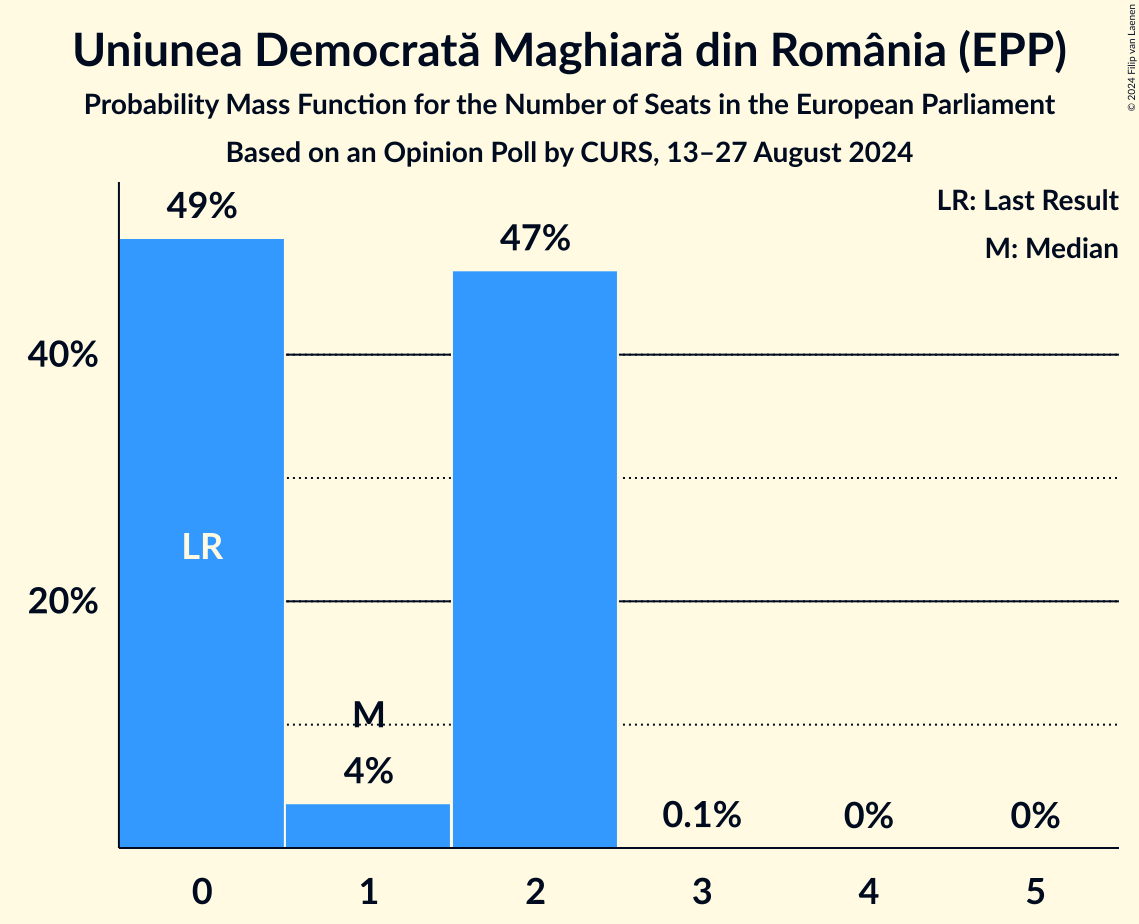 Uniunea Democrată Maghiară din România (EPP)
Probability Mass Function for the Number of Seats in the European Parliament
Based on an Opinion Poll by CURS, 13–27 August 2024
© 2024 Filip van Laenen
LR: Last Result
M: Median
49%
47%
40%
LR
20%
M
4%
0.1%
0%
0%
0
1
2
3
4
5